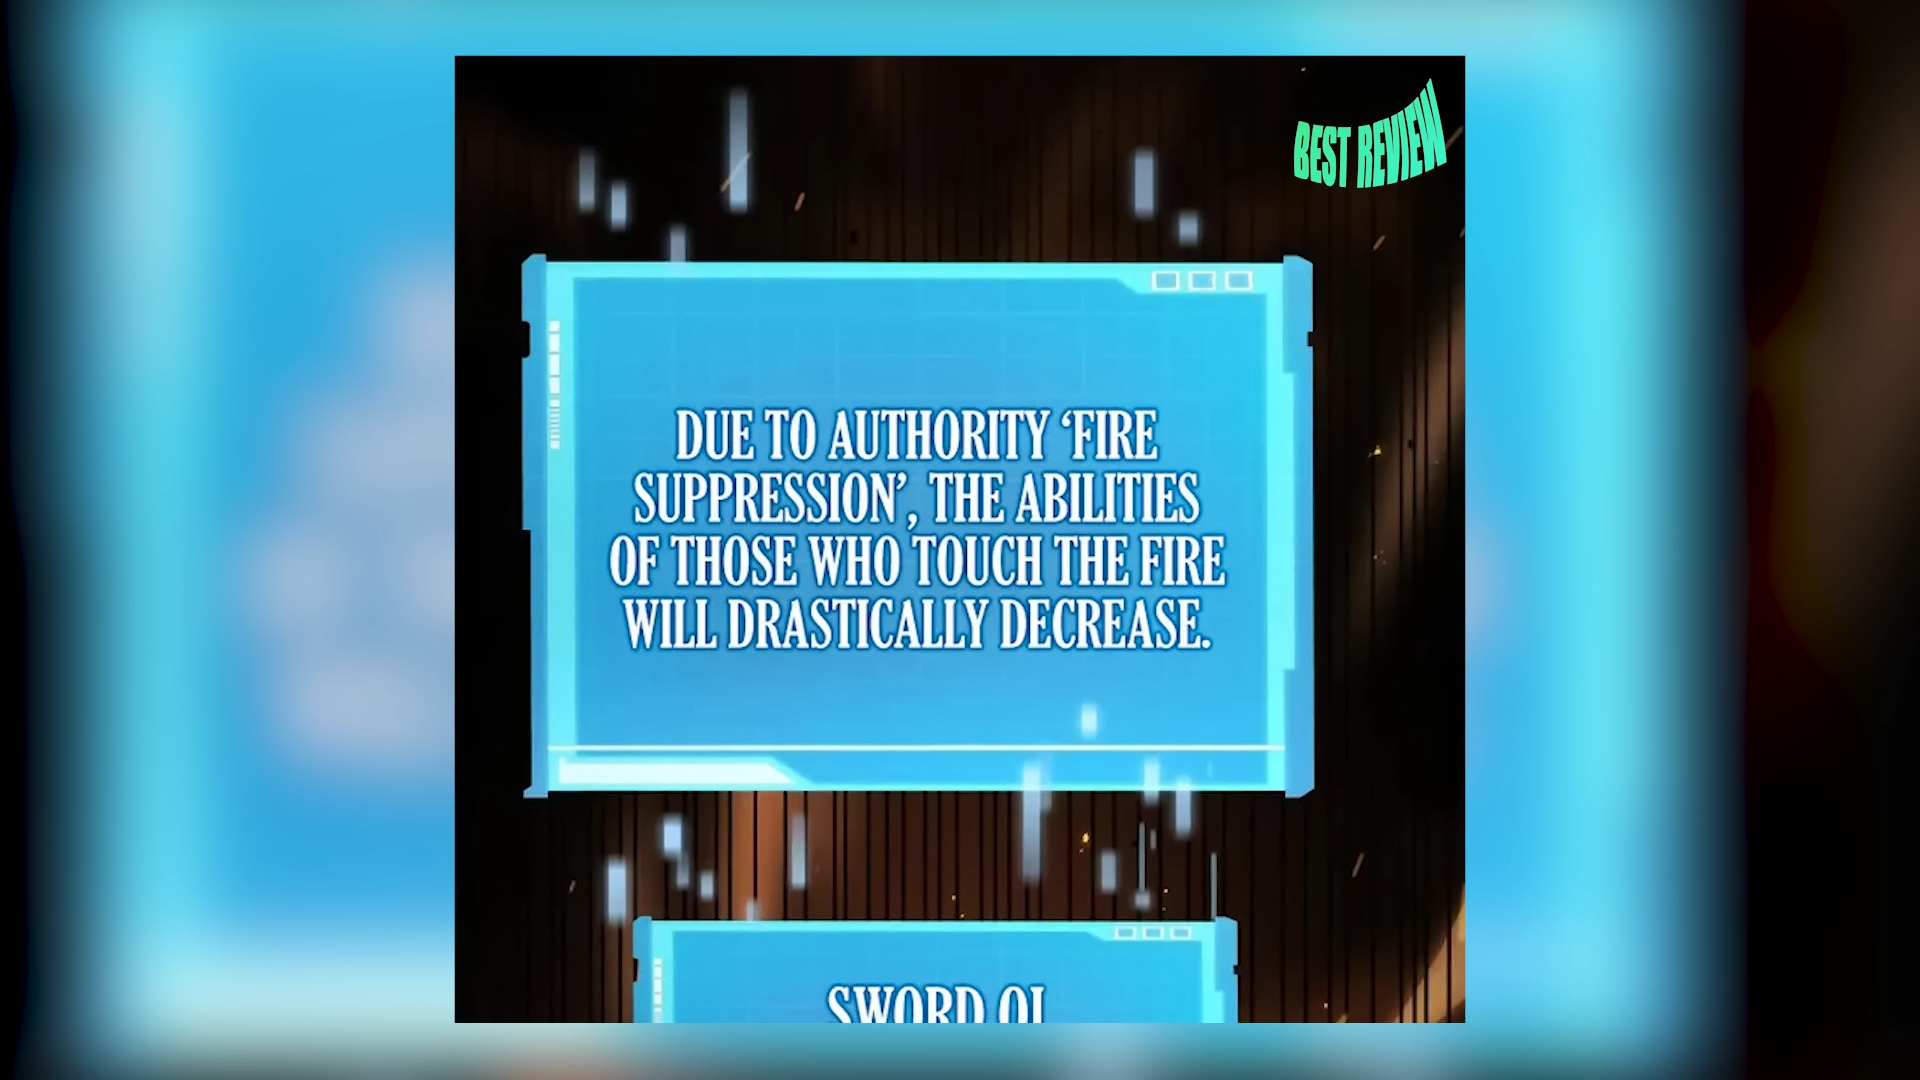 BEST REVIEW
DUE TO AUTHORITY ‘FIRE
SUPPRESSION’, THE ABILITIES
OF THOSE WHO TOUCH THE FIRE
WILL DRASTICALLY DECREASE.
SWORD